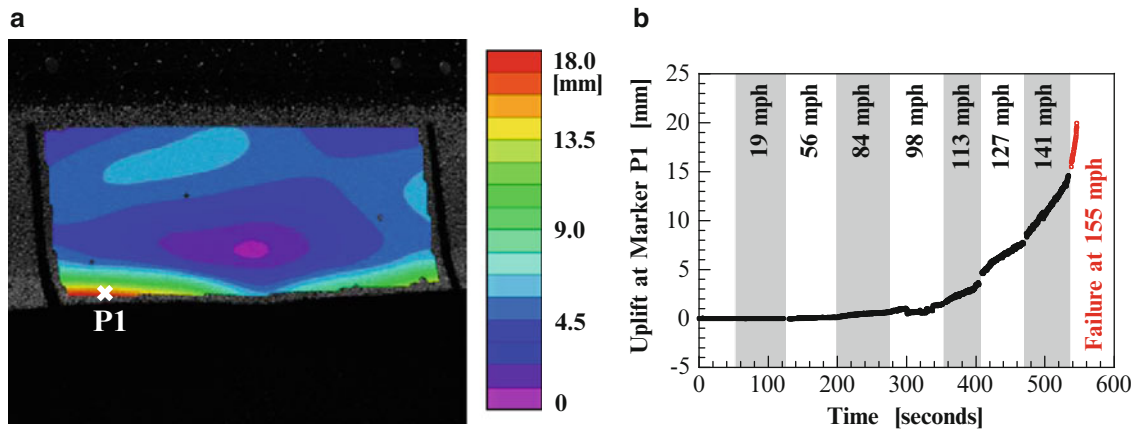 a
P1
18.0
[mm]
13.5
9.0
4.5
0
b
Uplift at Marker P1 [mm]
25
20
15
10
5
0
-5
19 mph
56 mph
84 mph
98 mph
113 mph
127 mph
141 mph
Failure at 155 mph
0
100
200
300
400
500
600
Time [seconds]